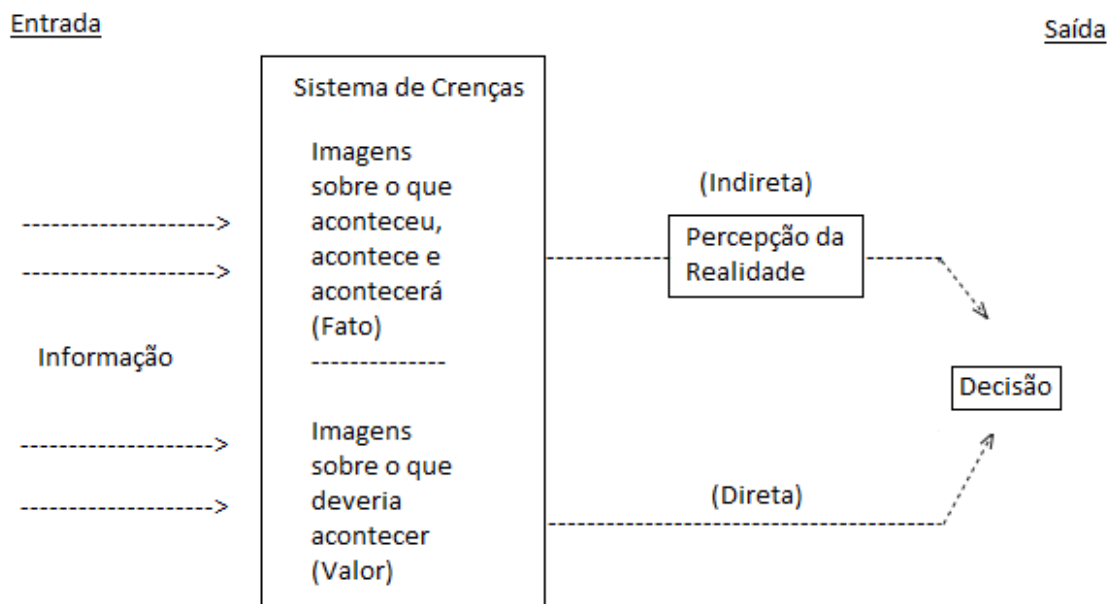 Entrada
Saída
Sistema de Crenças
Imagens
sobre o que
aconteceu,
acontece e
acontecerá
(Fato)
Informação
Imagens
sobre o que
deveria
acontecer
(Valor)
(Indireta)
Percepção da
Realidade
(Direta)
Decisão